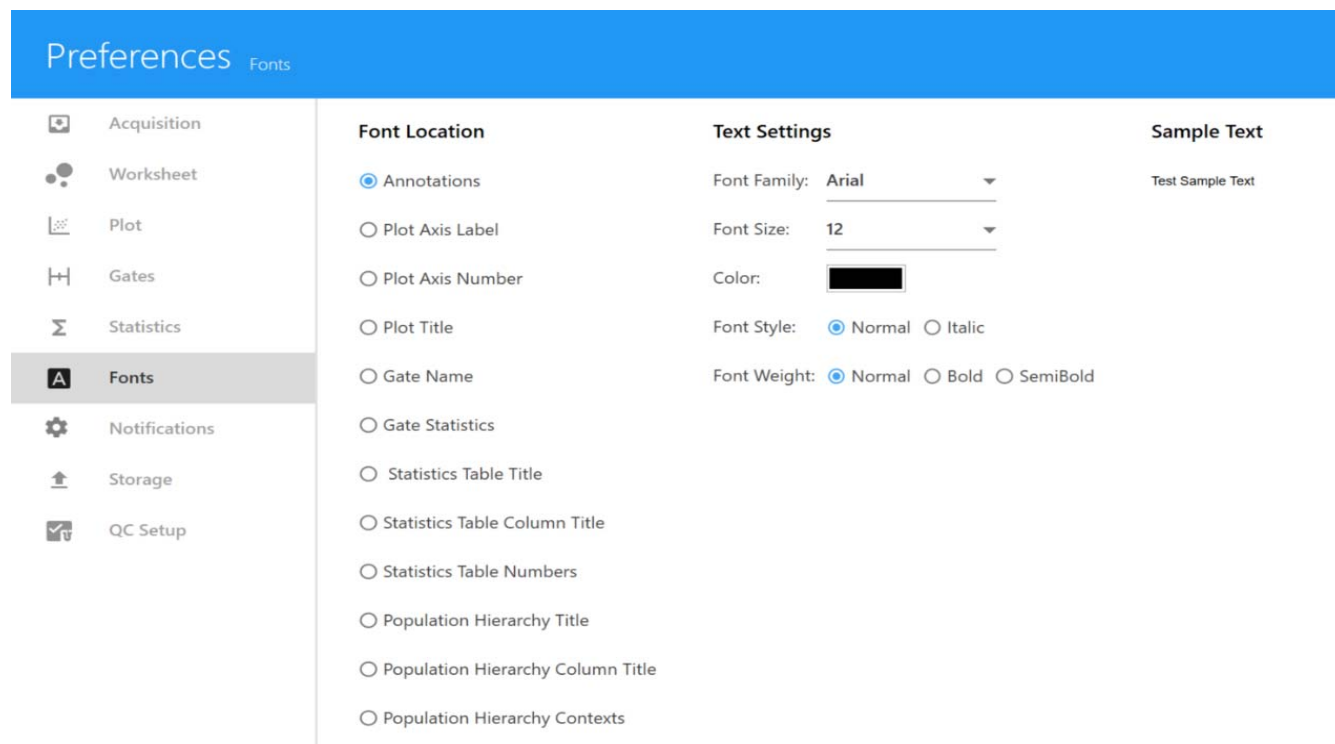 Preferences Fonts
Acquisition
Worksheet
Plot
Gates
Statistics
A Fonts
Notifications
Storage
QC Setup
Font Location
Annotations
Plot Axis Label
Plot Axis Number
Plot Title
Gate Name
Gate Statistics
Statistics Table Title
Statistics Table Column Title
Statistics Table Numbers
Population Hierarchy Title
Population Hierarchy Column Title
Population Hierarchy Contexts
Text Settings
Font Family: Arial
Font Size: 12
Color:
Font Style: Normal Italic
Font Weight: Normal Bold SemiBold
Sample Text
Test Sample Text